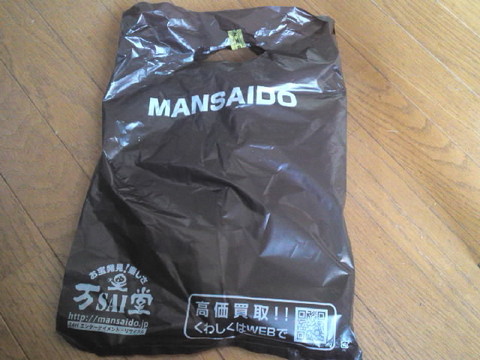 MANSAIDO
お宝発見!楽しさ
万SAI堂
http://mansaido.jp
高価買取!!
くわしくはWEBで